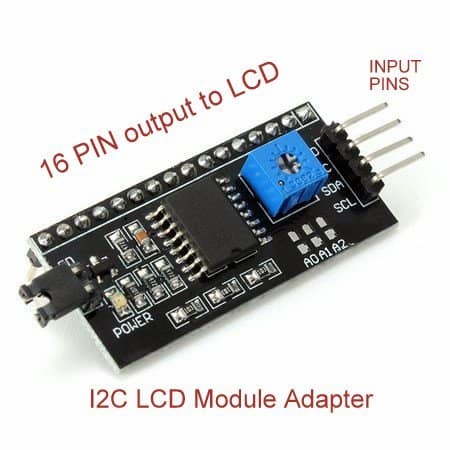 16 PIN output to LCD
INPUT
PINS
SDA
SCL
A0 A1 A2
POWER
I2C LCD Module Adapter